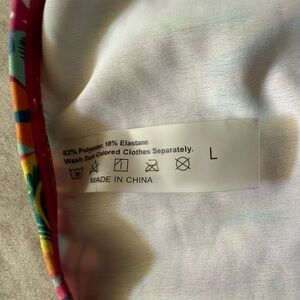 82% Polyester, 18% Elastane
Wash Dark Colored Clothes Separately.
L
MADE IN CHINA